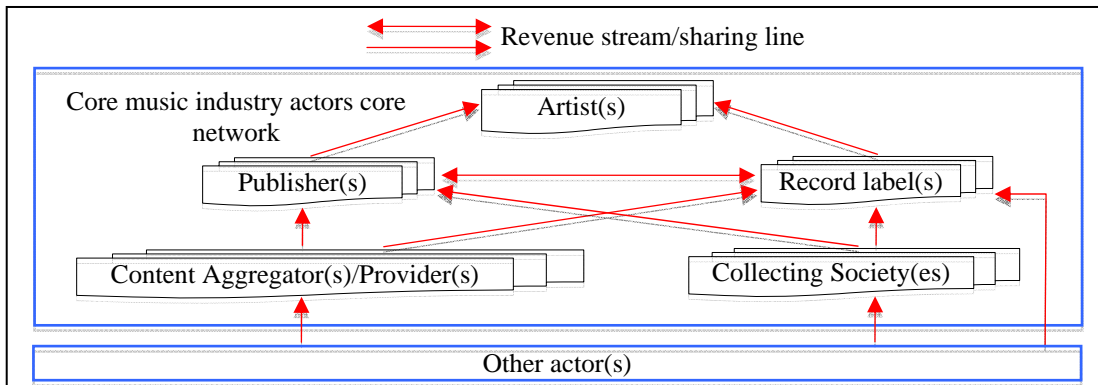 Revenue stream/sharing line
Core music industry actors core
network
Artist(s)
Publisher(s)
Record label(s)
Content Aggregator(s)/Provider(s)
Collecting Society(es)
Other actor(s)